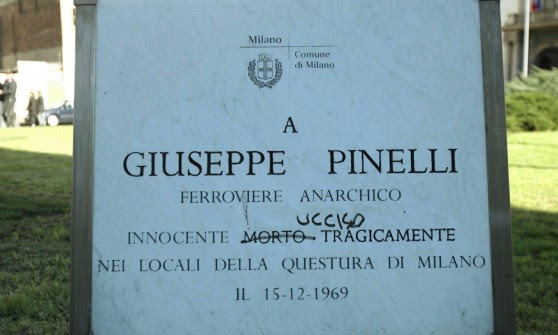 Milano
Comune
di Milano
A
GIUSEPPE PINELLI
FERROVIERE ANARCHICO
UCCISO
INNOCENTE MORTO TRAGICAMENTE
NEI LOCALI DELLA QUESTURA DI MILANO
IL 15-12-1969